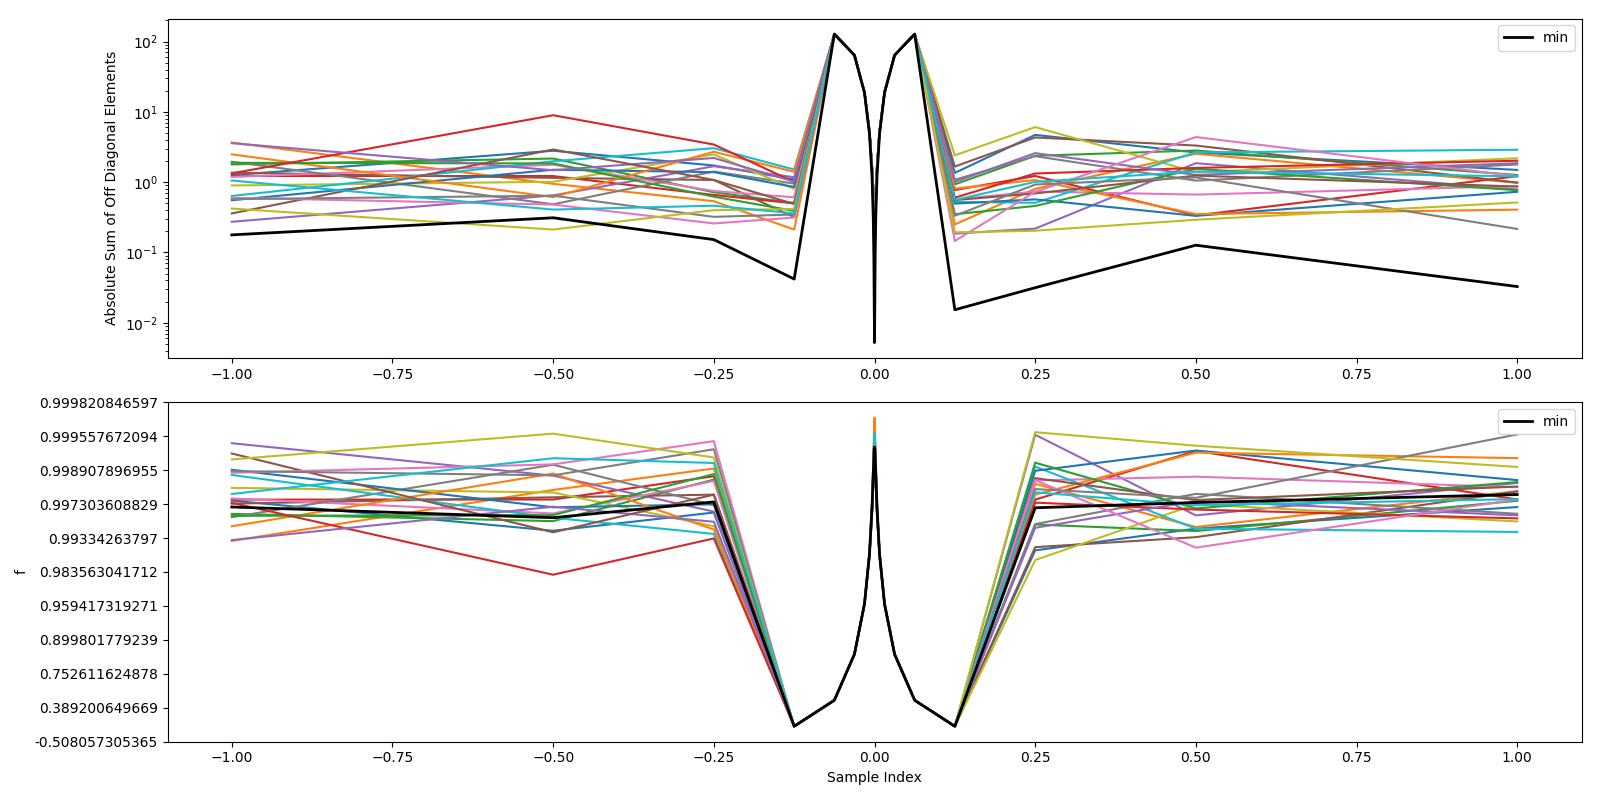 Absolute Sum of Off Diagonal Elements
10²
10¹
10⁰
10⁻¹
10⁻²
min
−1.00 −0.75 −0.50 −0.25 0.00 0.25 0.50 0.75 1.00
f
0.999820846597
0.999557672094
0.998907896955
0.997303608829
0.99334263797
0.983563041712
0.959417319271
0.899801779239
0.752611624878
0.389200649669
-0.508057305365
min
−1.00 −0.75 −0.50 −0.25 0.00 0.25 0.50 0.75 1.00
Sample Index